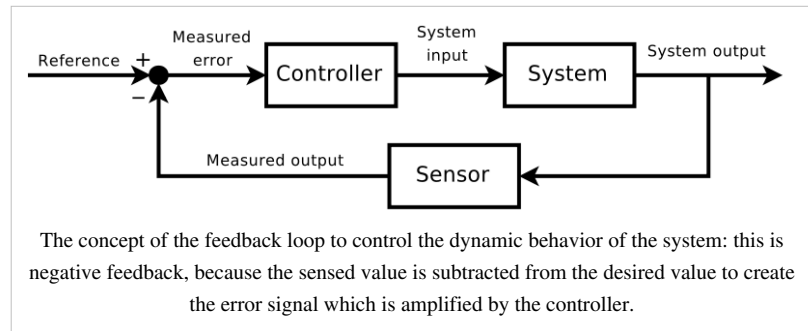 Reference
+
−
Measured
error
Controller
System
input
System
System output
Measured output
Sensor
The concept of the feedback loop to control the dynamic behavior of the system: this is
negative feedback, because the sensed value is subtracted from the desired value to create
the error signal which is amplified by the controller.